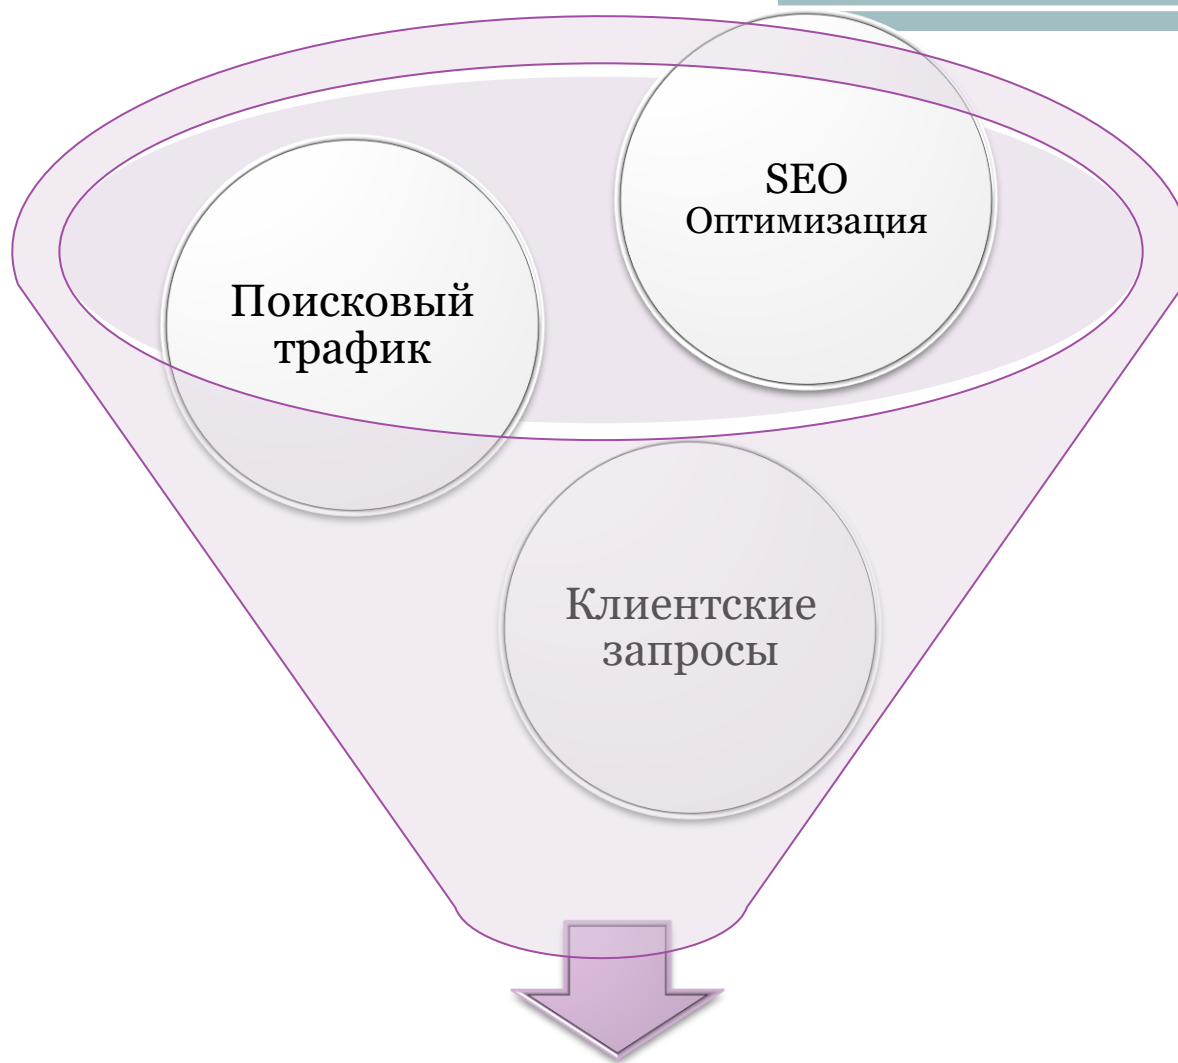 SEO
Оптимизация
Поисковый
трафик
Клиентские
запросы